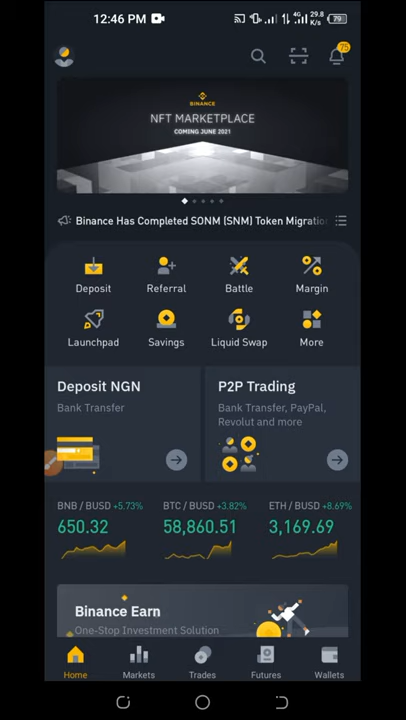 12:46 PM
4G
29.8
K/s
79
75
BINANCE
NFT MARKETPLACE
COMING JUNE 2021
Binance Has Completed SONM (SNM) Token Migratio
Deposit Referral Battle Margin
Launchpad Savings Liquid Swap More
Deposit NGN
Bank Transfer
P2P Trading
Bank Transfer, PayPal,
Revolut and more
BNB / BUSD +5.73% BTC / BUSD +3.82% ETH / BUSD +8.69%
650.32 58,860.51 3,169.69
Binance Earn
One-Stop Investment Solution
Home Markets Trades Futures Wallets